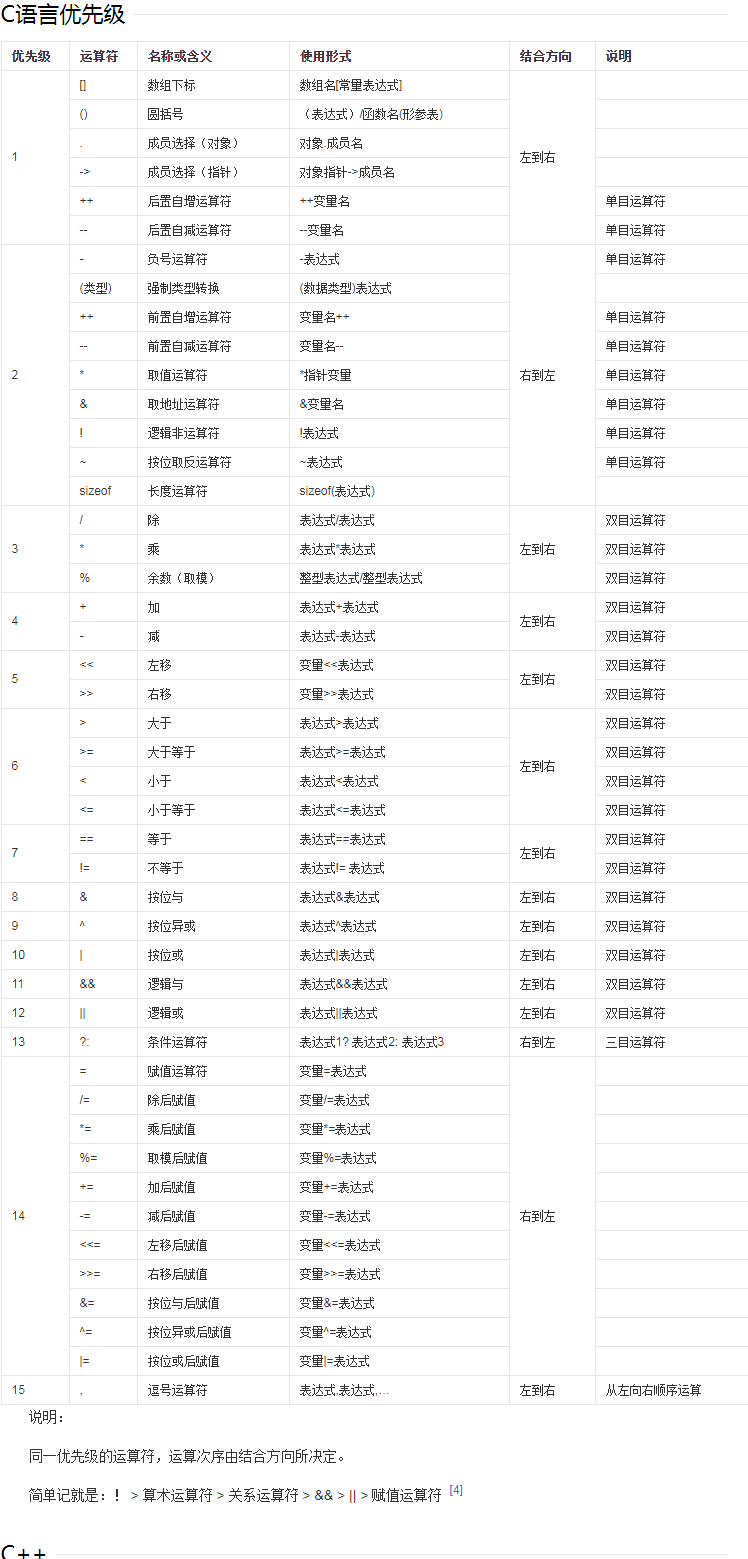 C语言优先级
优先级 运算符 名称或含义 使用形式 结合方向 说明
1 [] 数组下标 数组名[常量表达式] 左到右
() 圆括号 （表达式）/函数名(形参表)
. 成员选择（对象） 对象.成员名
-> 成员选择（指针） 对象指针->成员名
++ 后置自增运算符 ++变量名 单目运算符
-- 后置自减运算符 --变量名 单目运算符
2 - 负号运算符 -表达式 右到左 单目运算符
(类型) 强制类型转换 (数据类型)表达式
++ 前置自增运算符 变量名++ 单目运算符
-- 前置自减运算符 变量名-- 单目运算符
* 取值运算符 *指针变量 单目运算符
& 取地址运算符 &变量名 单目运算符
! 逻辑非运算符 !表达式 单目运算符
~ 按位取反运算符 ~表达式 单目运算符
sizeof 长度运算符 sizeof(表达式)
3 / 除 表达式/表达式 左到右 双目运算符
* 乘 表达式*表达式 双目运算符
% 余数（取模） 整型表达式/整型表达式 双目运算符
4 + 加 表达式+表达式 左到右 双目运算符
- 减 表达式-表达式 双目运算符
5 << 左移 变量<<表达式 左到右 双目运算符
>> 右移 变量>>表达式 双目运算符
6 > 大于 表达式>表达式 左到右 双目运算符
>= 大于等于 表达式>=表达式 双目运算符
< 小于 表达式<表达式 双目运算符
<= 小于等于 表达式<=表达式 双目运算符
7 == 等于 表达式==表达式 左到右 双目运算符
!= 不等于 表达式!= 表达式 双目运算符
8 & 按位与 表达式&表达式 左到右 双目运算符
9 ^ 按位异或 表达式^表达式 左到右 双目运算符
10 | 按位或 表达式|表达式 左到右 双目运算符
11 && 逻辑与 表达式&&表达式 左到右 双目运算符
12 || 逻辑或 表达式||表达式 左到右 双目运算符
13 ?: 条件运算符 表达式1? 表达式2: 表达式3 右到左 三目运算符
14 = 赋值运算符 变量=表达式 右到左
/= 除后赋值 变量/=表达式
*= 乘后赋值 变量*=表达式
%= 取模后赋值 变量%=表达式
+= 加后赋值 变量+=表达式
-= 减后赋值 变量-=表达式
<<= 左移后赋值 变量<<=表达式
>>= 右移后赋值 变量>>=表达式
&= 按位与后赋值 变量&=表达式
^= 按位异或后赋值 变量^=表达式
|= 按位或后赋值 变量|=表达式
15 , 逗号运算符 表达式,表达式,… 左到右 从左向右顺序运算
说明：
同一优先级的运算符，运算次序由结合方向所决定。
简单记就是：！ > 算术运算符 > 关系运算符 > && > || > 赋值运算符 [4]
C++